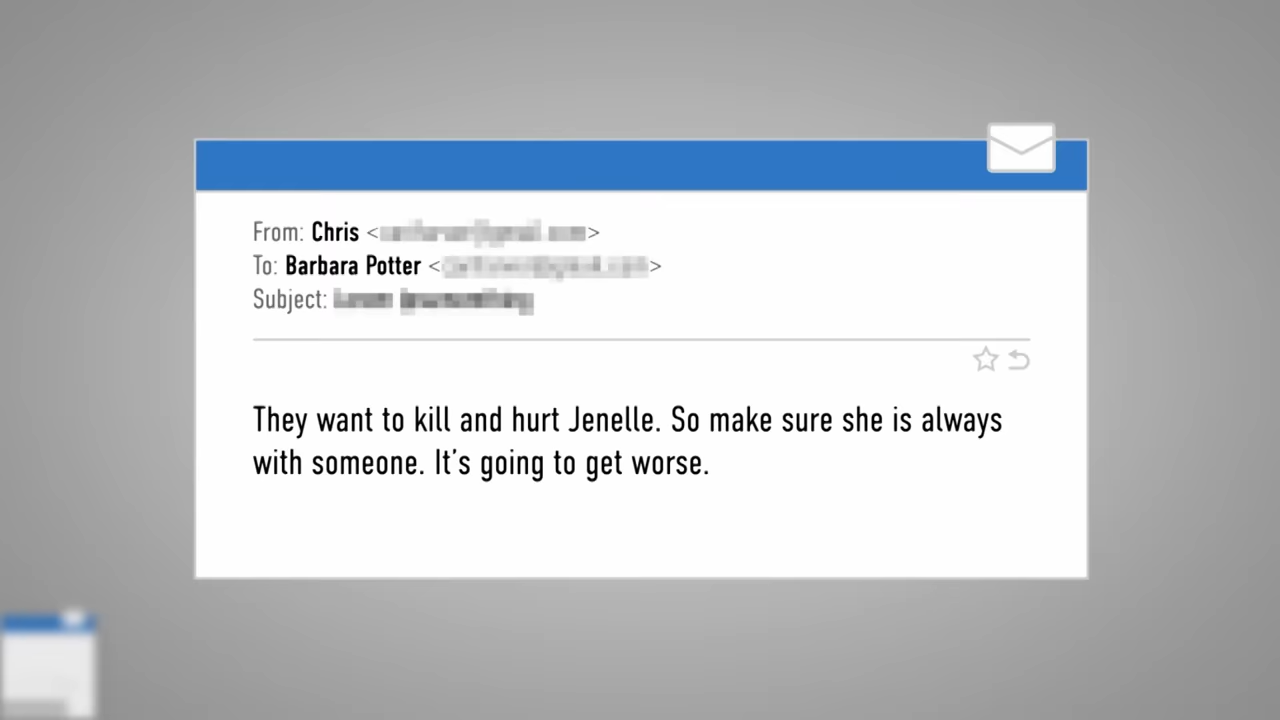 From: Chris < >
To: Barbara Potter < >
Subject:
They want to kill and hurt Jenelle. So make sure she is always
with someone. It's going to get worse.